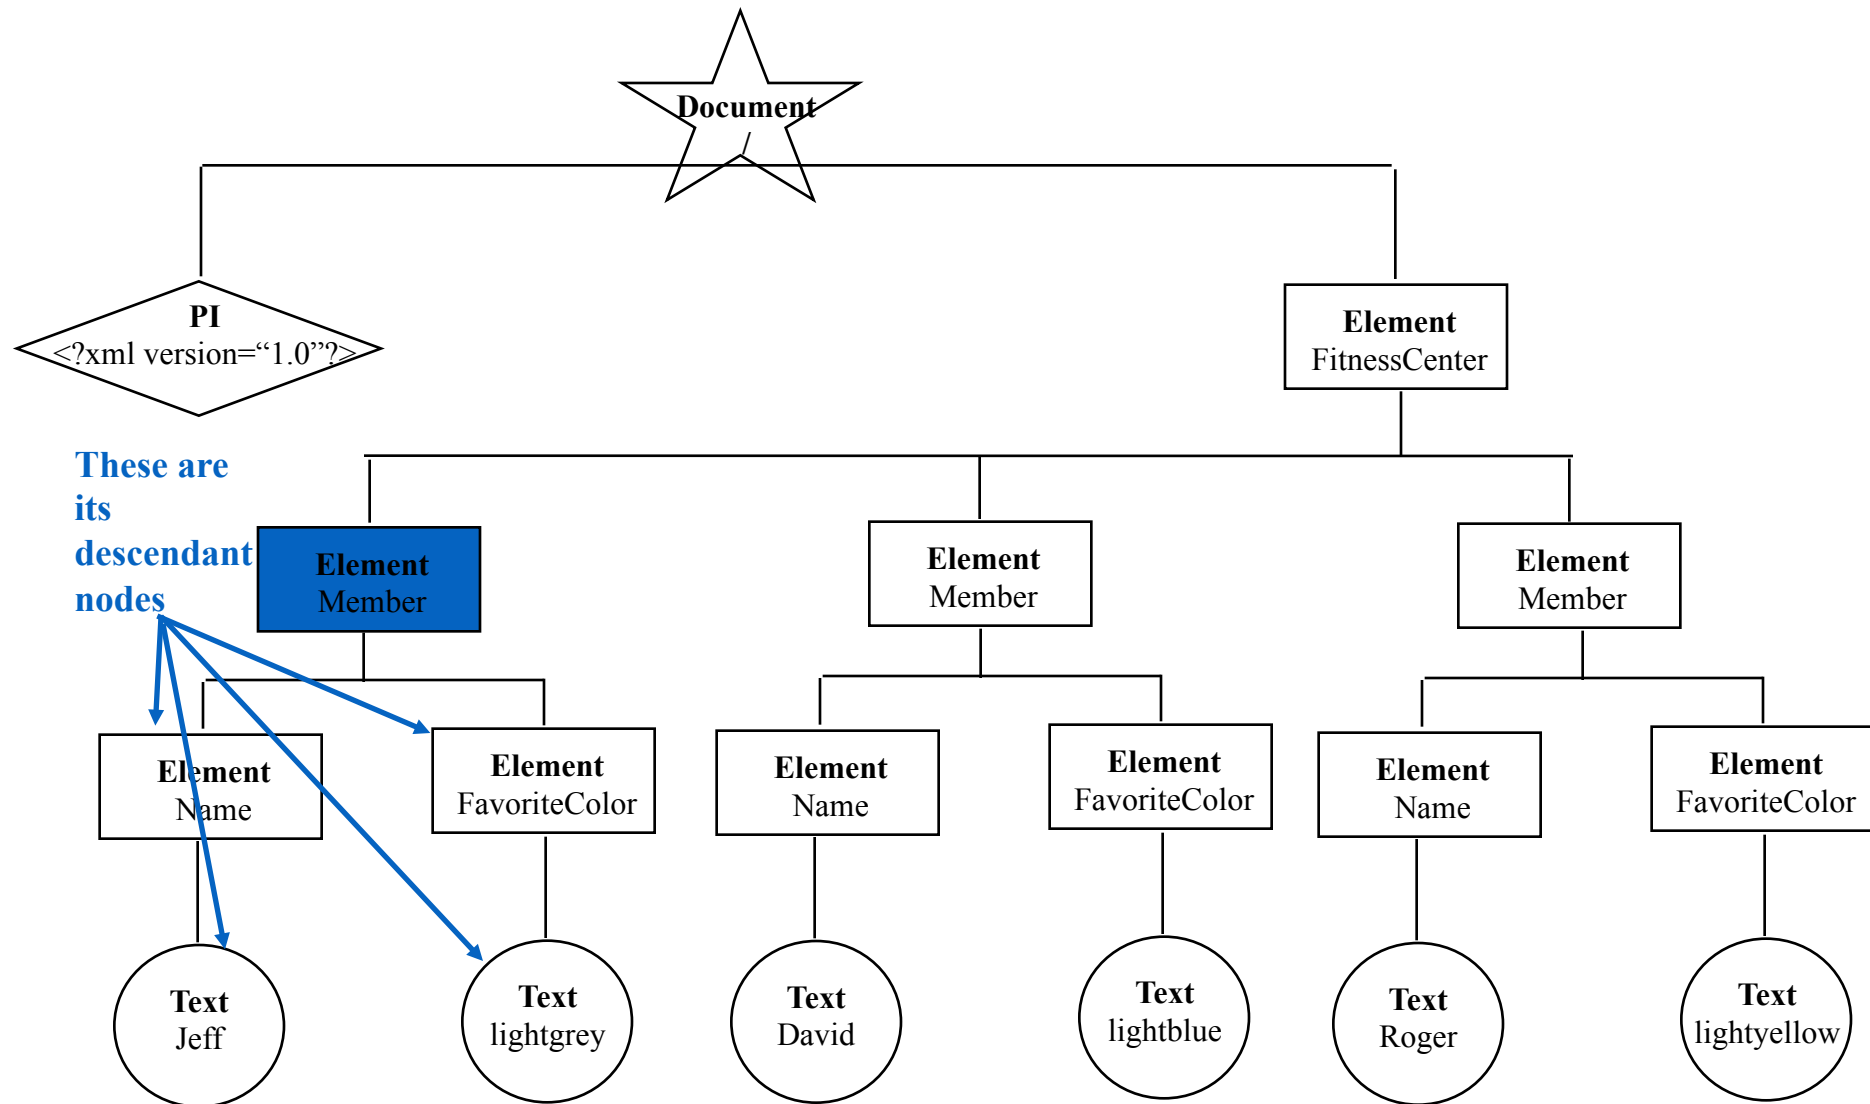 Document
/
PI
<?xml version=“1.0”?>
Element
FitnessCenter
These are
its
descendant
nodes
Element
Member
Element
Member
Element
Member
Element
Name
Element
FavoriteColor
Element
Name
Element
FavoriteColor
Element
Name
Element
FavoriteColor
Text
Jeff
Text
lightgrey
Text
David
Text
lightblue
Text
Roger
Text
lightyellow